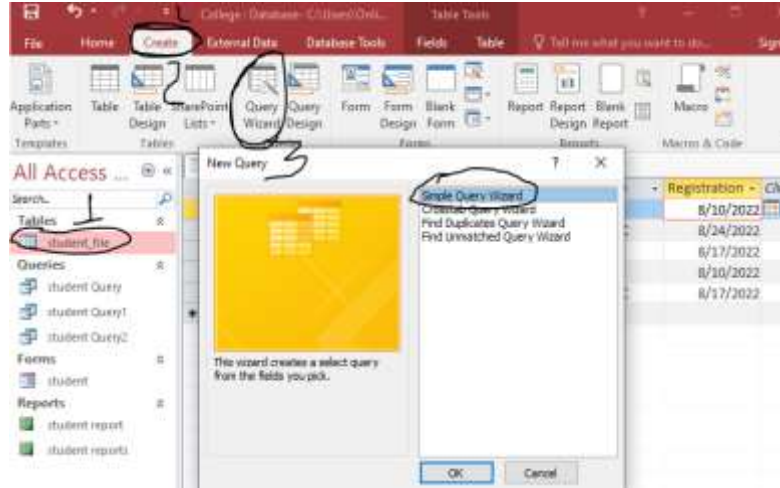 College : Database- C:\Users\
Table Tools
File Home Create External Data Database Tools Fields Table Tell me what you want to do... Sign
Application Parts
Table
Table Design
SharePoint Lists
Query Wizard
Query Design
Form
Form Design
Blank Form
Report
Report Design
Blank Report
Macro
Templates
Tables
Forms
Reports
Macros & Code
2
3
All Access ...
Search..
1
Tables
student_file
Queries
student Query
student Query1
student Query2
Forms
student
Reports
student report
student reports
New Query
?
Simple Query Wizard
Crosstab Query Wizard
Find Duplicates Query Wizard
Find Unmatched Query Wizard
This wizard creates a select query
from the fields you pick.
OK Cancel
Registration
8/10/2022
8/24/2022
8/17/2022
8/10/2022
8/17/2022